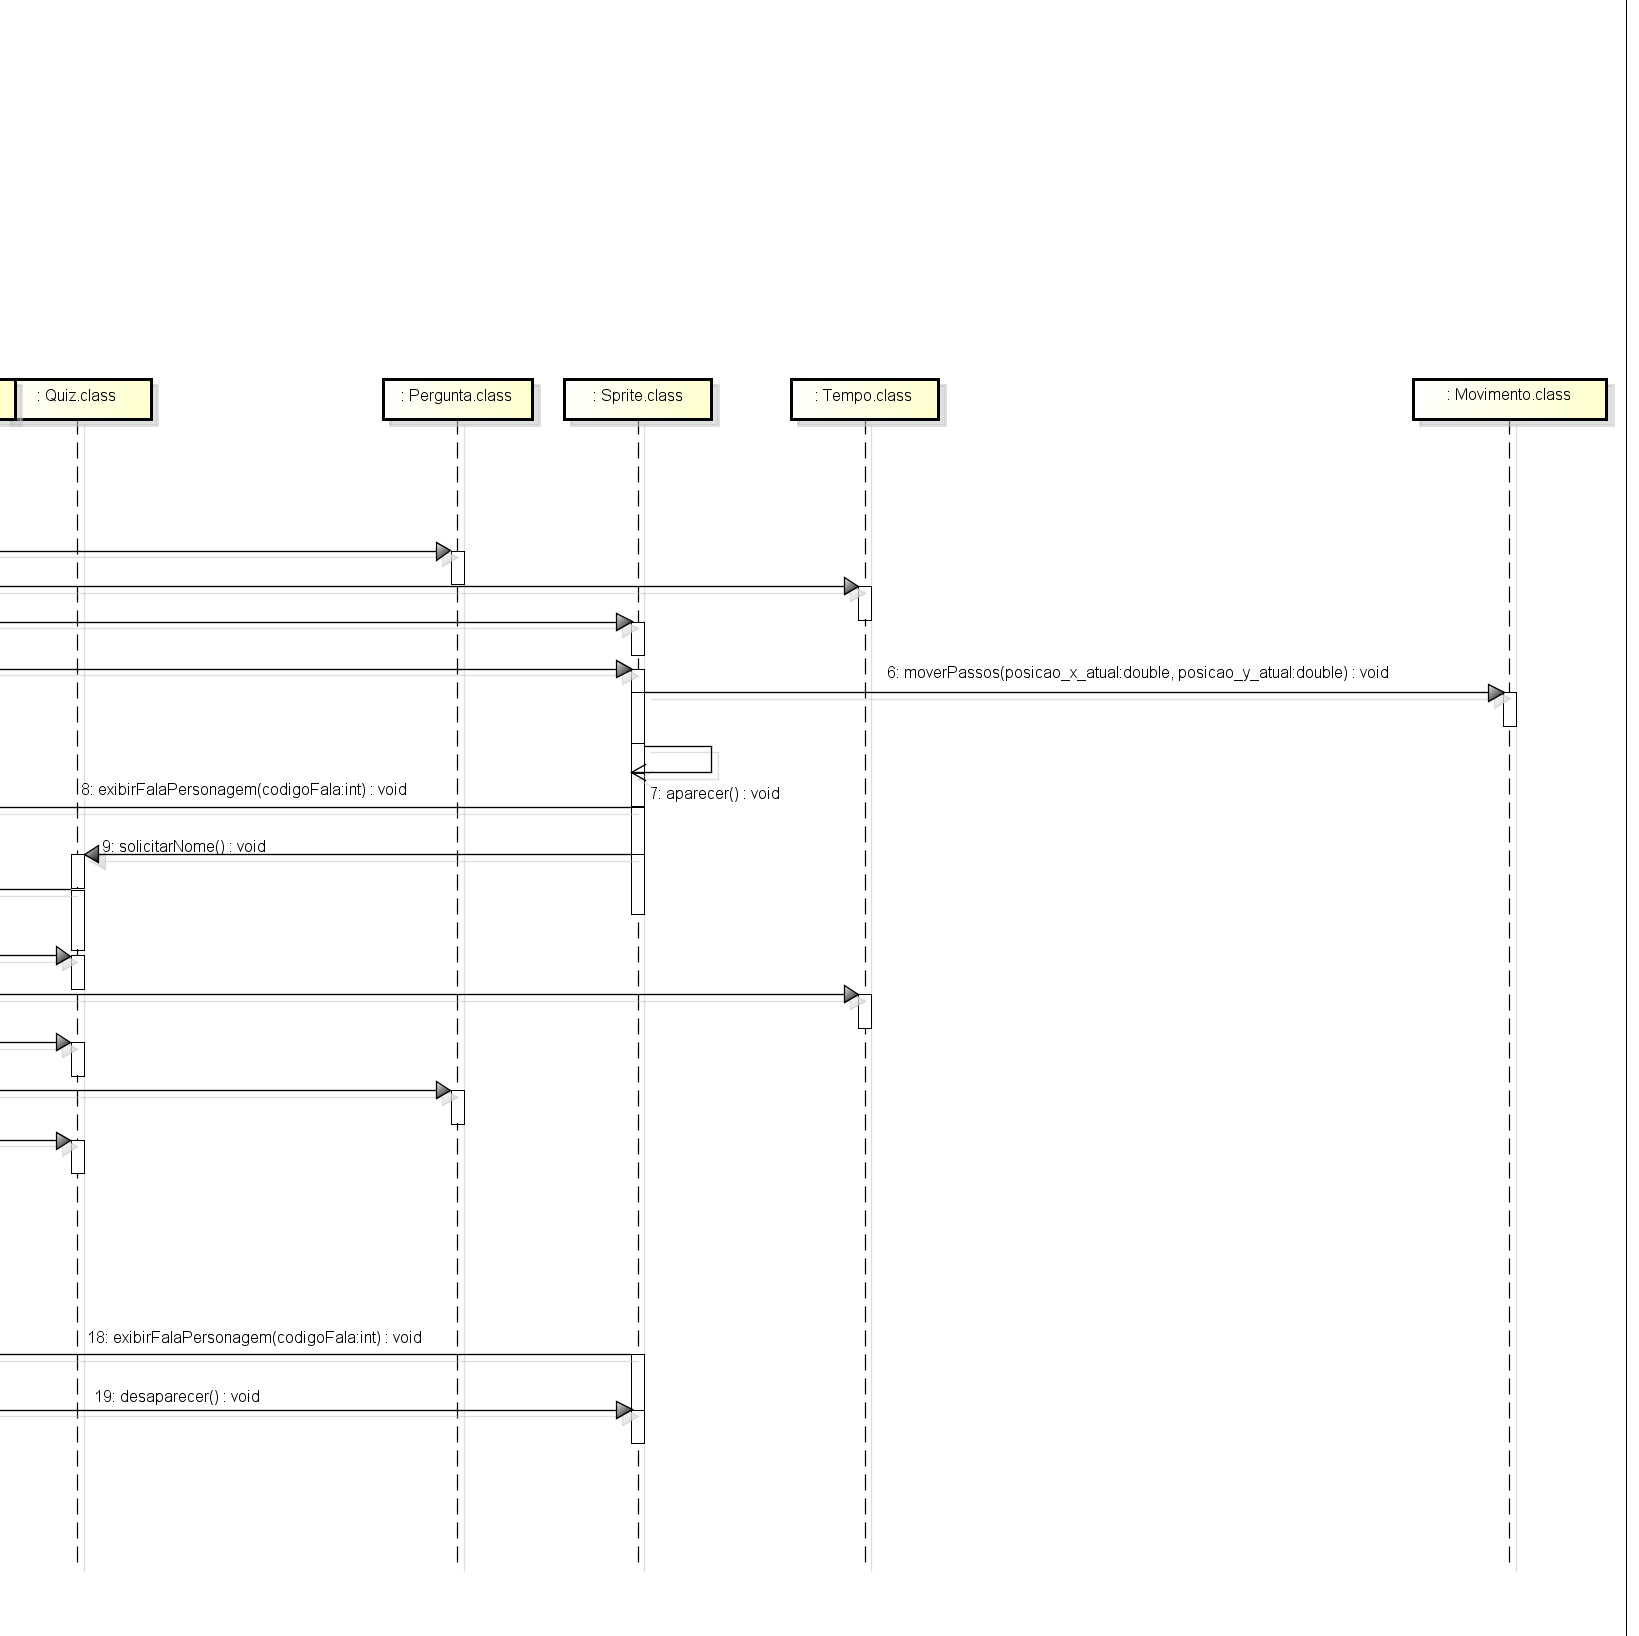 : Quiz.class
: Pergunta.class
: Sprite.class
: Tempo.class
: Movimento.class
6: moverPassos(posicao_x_atual:double, posicao_y_atual:double) : void
8: exibirFalaPersonagem(codigoFala:int) : void
7: aparecer() : void
9: solicitarNome() : void
18: exibirFalaPersonagem(codigoFala:int) : void
19: desaparecer() : void